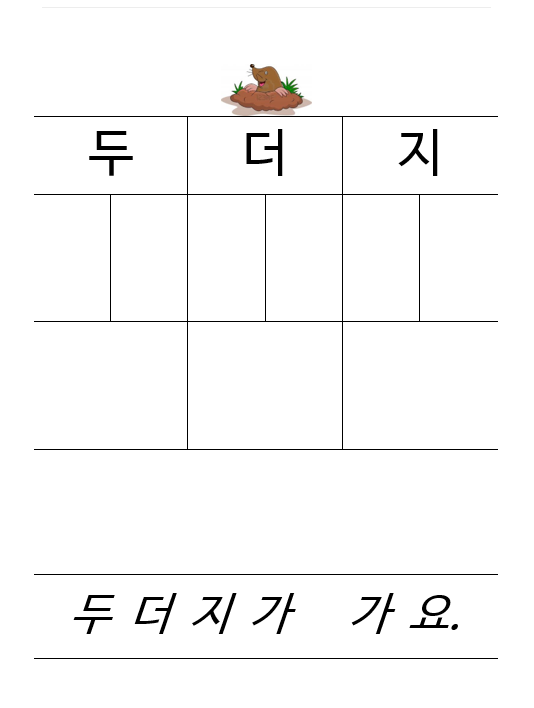 두 더 지
두 더 지 가 가 요.